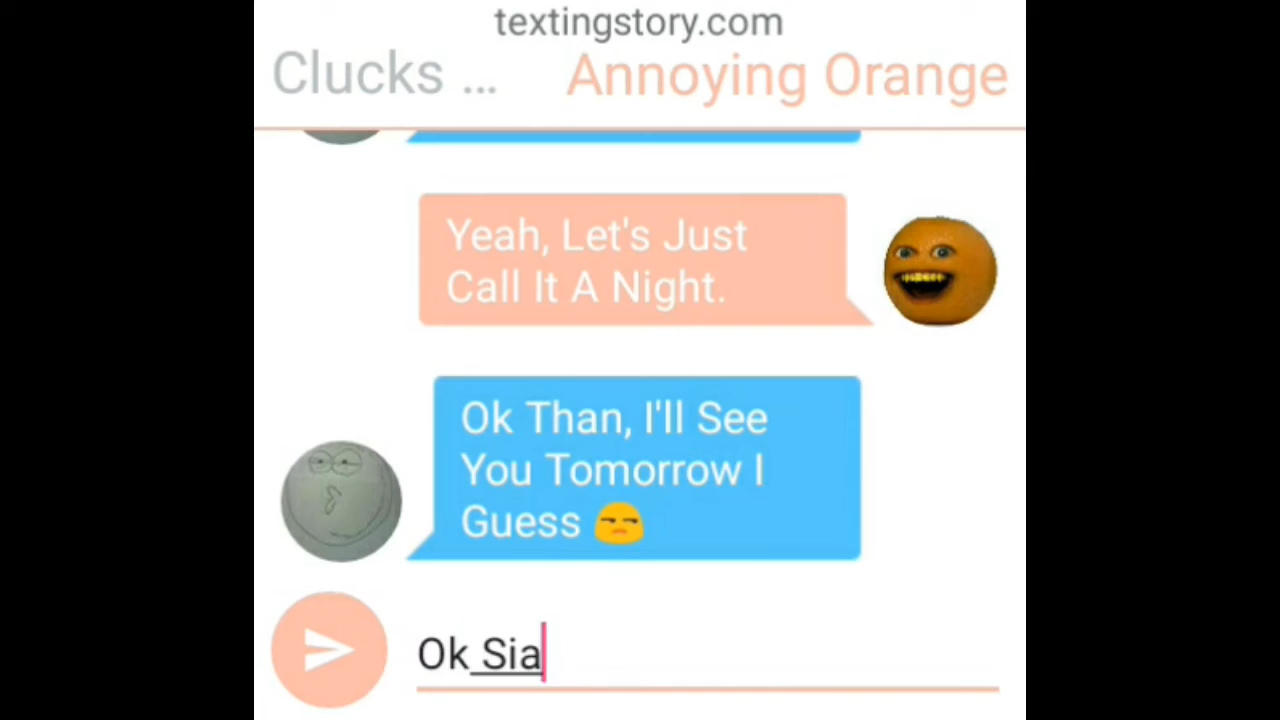 textingstory.com
Clucks ...
Annoying Orange
Yeah, Let's Just
Call It A Night.
Ok Than, I'll See
You Tomorrow I
Guess 😒
Ok Sia